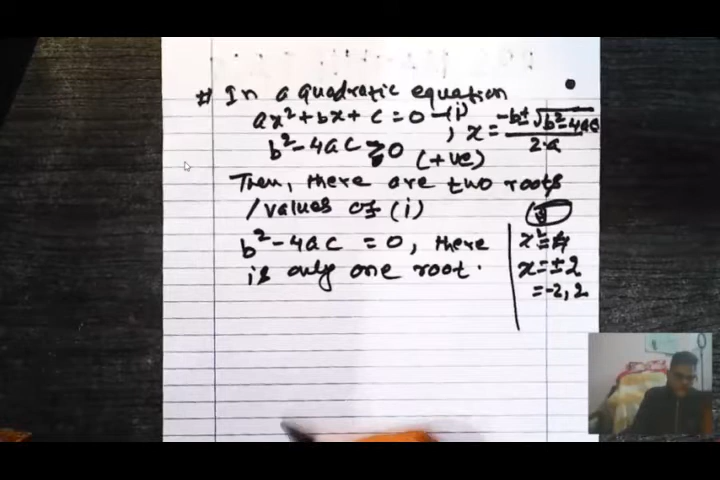 # In a quadratic equation
ax² + bx + c = 0 —(i)
, x = -b ± √b² - 4ac / 2·a
b² - 4ac > 0 (+ve)
Then, there are two roots
/values of (i)
b² - 4ac = 0, there
is only one root.
x² = 4
x = ± 2
= -2, 2